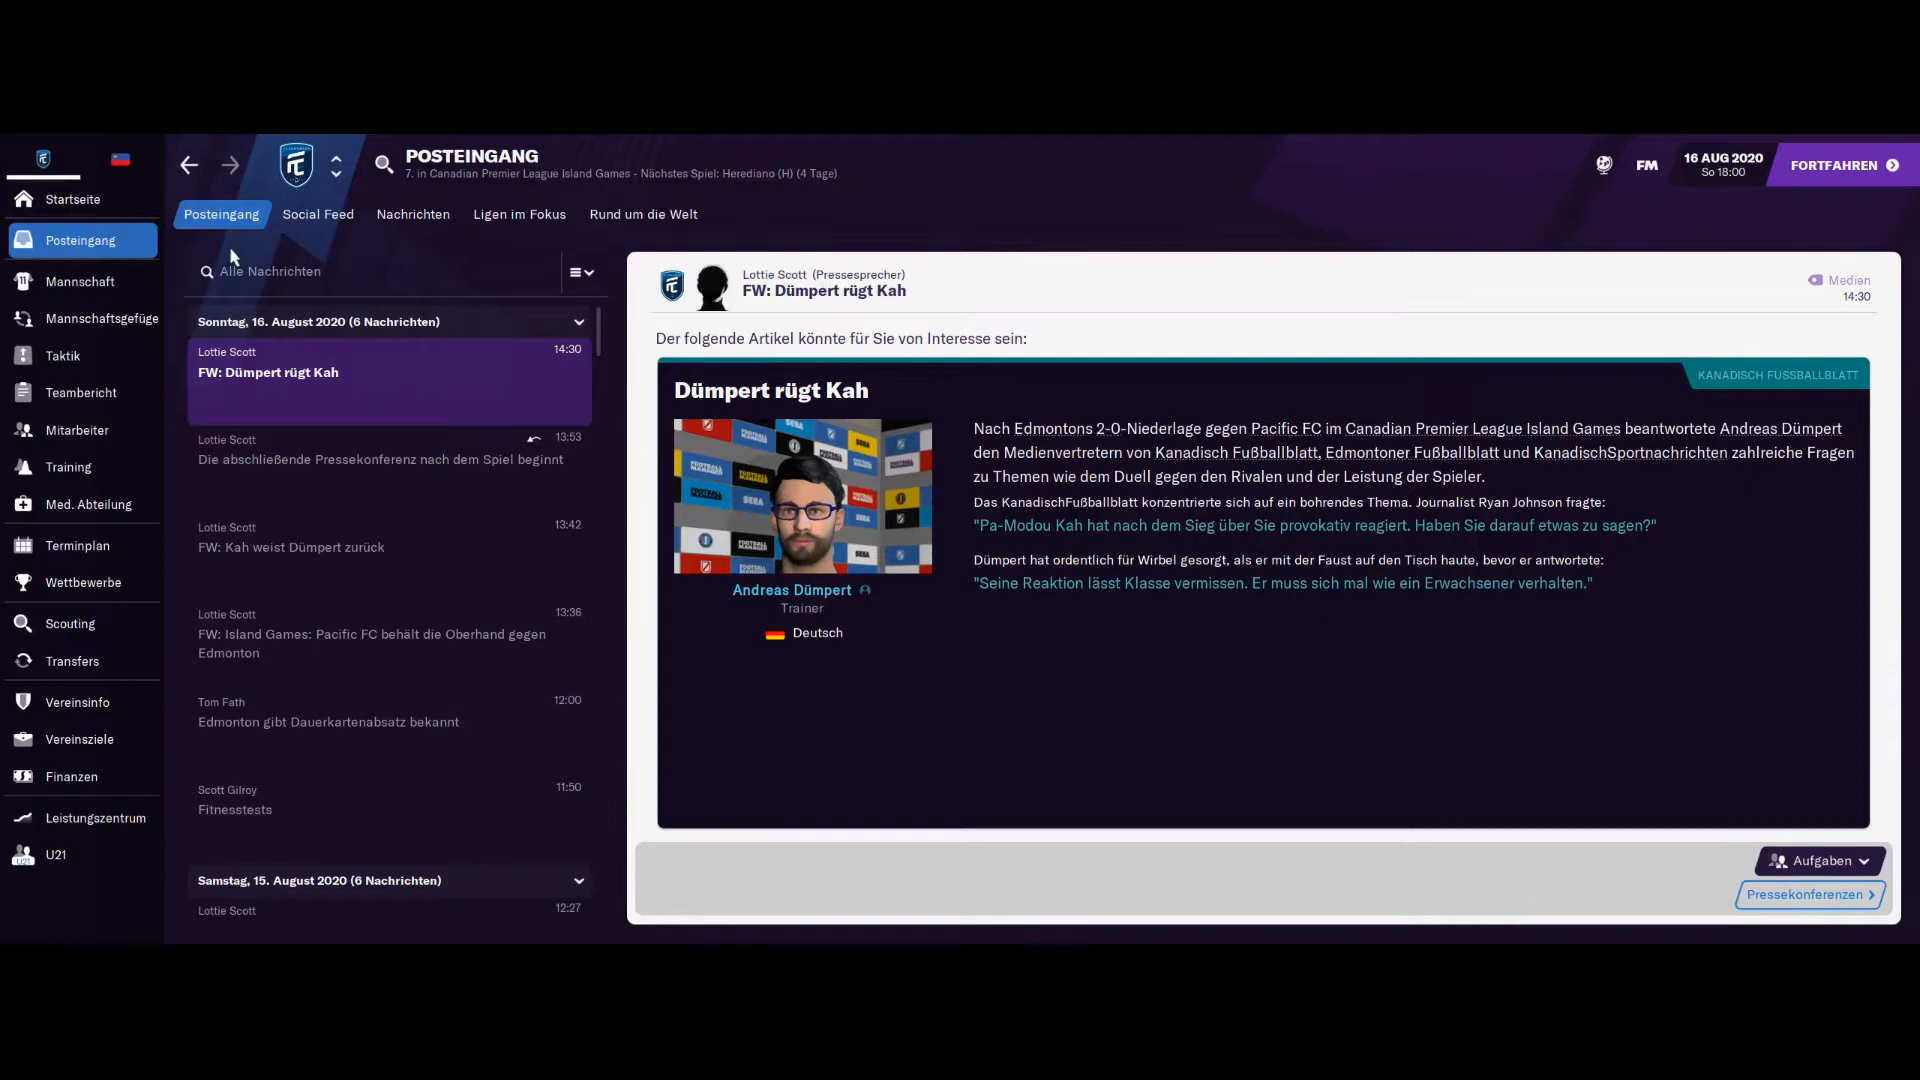 POSTEINGANG
7. in Canadian Premier League Island Games - Nächstes Spiel: Herediano (H) (4 Tage)
FM
16 AUG 2020
So 18:00
FORTFAHREN
Startseite
Posteingang
Mannschaft
Mannschaftsgefüge
Taktik
Teambericht
Mitarbeiter
Training
Med. Abteilung
Terminplan
Wettbewerbe
Scouting
Transfers
Vereinsinfo
Vereinsziele
Finanzen
Leistungszentrum
U21
Posteingang
Social Feed
Nachrichten
Ligen im Fokus
Rund um die Welt
Alle Nachrichten
Sonntag, 16. August 2020 (6 Nachrichten)
Lottie Scott 14:30
FW: Dümpert rügt Kah
Lottie Scott 13:53
Die abschließende Pressekonferenz nach dem Spiel beginnt
Lottie Scott 13:42
FW: Kah weist Dümpert zurück
Lottie Scott 13:36
FW: Island Games: Pacific FC behält die Oberhand gegen
Edmonton
Tom Fath 12:00
Edmonton gibt Dauerkartenabsatz bekannt
Scott Gilroy 11:50
Fitnesstests
Samstag, 15. August 2020 (6 Nachrichten)
Lottie Scott 12:27
Lottie Scott (Pressesprecher)
FW: Dümpert rügt Kah
Medien
14:30
Der folgende Artikel könnte für Sie von Interesse sein:
KANADISCH FUSSBALLBLATT
Dümpert rügt Kah
Andreas Dümpert
Trainer
Deutsch
Nach Edmontons 2-0-Niederlage gegen Pacific FC im Canadian Premier League Island Games beantwortete Andreas Dümpert
den Medienvertretern von Kanadisch Fußballblatt, Edmontoner Fußballblatt und KanadischSportnachrichten zahlreiche Fragen
zu Themen wie dem Duell gegen den Rivalen und der Leistung der Spieler.
Das KanadischFußballblatt konzentrierte sich auf ein bohrendes Thema. Journalist Ryan Johnson fragte:
"Pa-Modou Kah hat nach dem Sieg über Sie provokativ reagiert. Haben Sie darauf etwas zu sagen?"
Dümpert hat ordentlich für Wirbel gesorgt, als er mit der Faust auf den Tisch haute, bevor er antwortete:
"Seine Reaktion lässt Klasse vermissen. Er muss sich mal wie ein Erwachsener verhalten."
Aufgaben
Pressekonferenzen